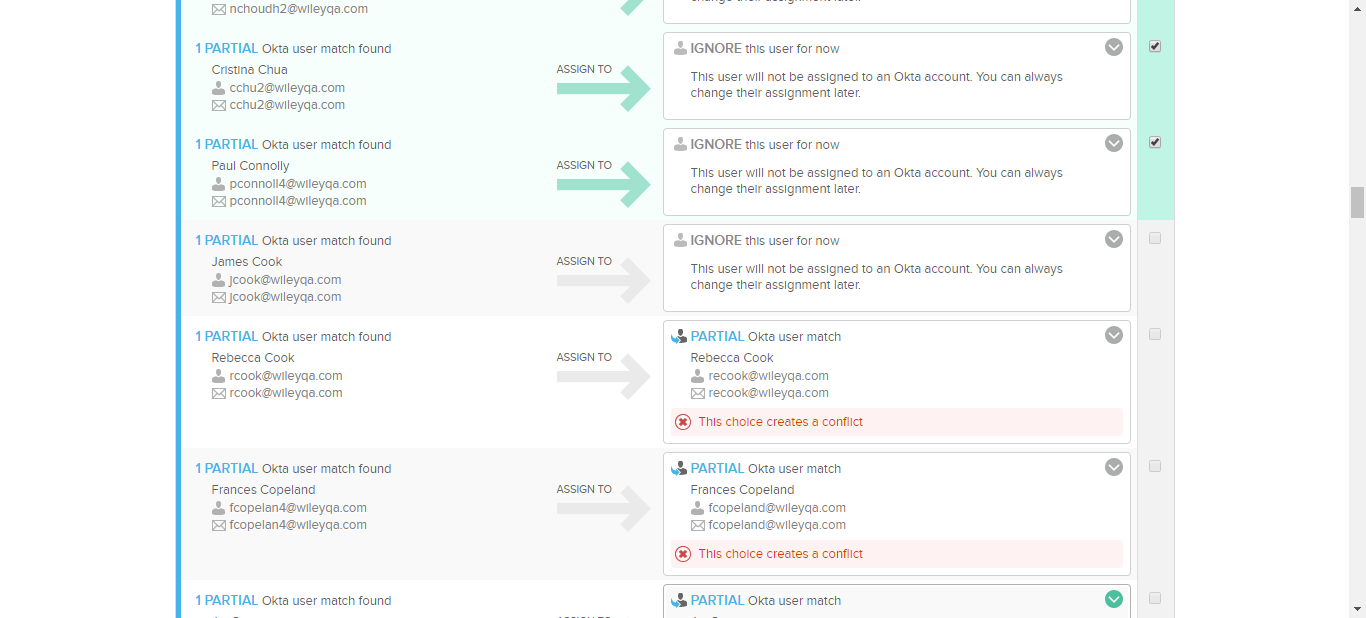 nchoudh2@wileyqa.com
change their assignment later.
1 PARTIAL Okta user match found
Cristina Chua
cchu2@wileyqa.com
cchu2@wileyqa.com
ASSIGN TO
IGNORE this user for now
This user will not be assigned to an Okta account. You can always
change their assignment later.
1 PARTIAL Okta user match found
Paul Connolly
pconnoll4@wileyqa.com
pconnoll4@wileyqa.com
ASSIGN TO
IGNORE this user for now
This user will not be assigned to an Okta account. You can always
change their assignment later.
1 PARTIAL Okta user match found
James Cook
jcook@wileyqa.com
jcook@wileyqa.com
ASSIGN TO
IGNORE this user for now
This user will not be assigned to an Okta account. You can always
change their assignment later.
1 PARTIAL Okta user match found
Rebecca Cook
rcook@wileyqa.com
rcook@wileyqa.com
ASSIGN TO
PARTIAL Okta user match
Rebecca Cook
recook@wileyqa.com
recook@wileyqa.com
This choice creates a conflict
1 PARTIAL Okta user match found
Frances Copeland
fcopelan4@wileyqa.com
fcopelan4@wileyqa.com
ASSIGN TO
PARTIAL Okta user match
Frances Copeland
fcopeland@wileyqa.com
fcopeland@wileyqa.com
This choice creates a conflict
1 PARTIAL Okta user match found
ASSIGN TO
PARTIAL Okta user match